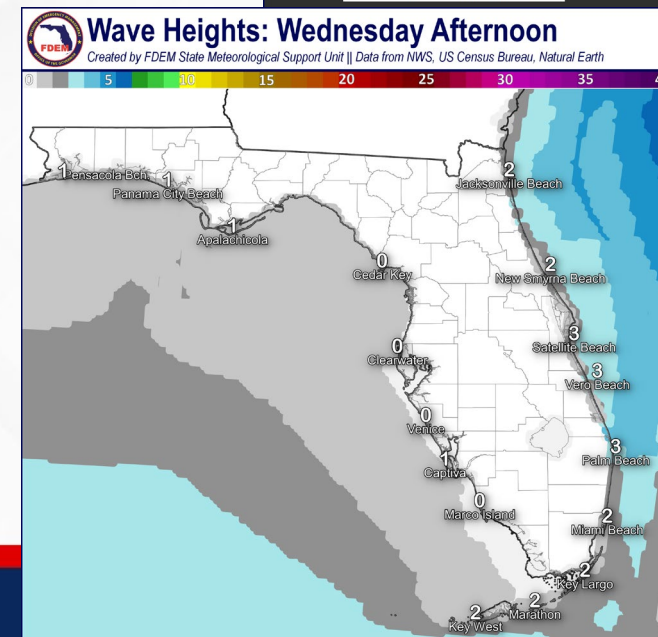 Wave Heights: Wednesday Afternoon
FDEM
Created by FDEM State Meteorological Support Unit || Data from NWS, US Census Bureau, Natural Earth
0 5 10 15 20 25 30 35 4
1
Pensacola Bch.
1
Panama City Beach
1
Apalachicola
2
Jacksonville Beach
0
Cedar Key
2
New Smyrna Beach
3
Satellite Beach
0
Clearwater
3
Vero Beach
0
Venice
3
Palm Beach
1
Captiva
0
Marco Island
2
Miami Beach
2
Key Largo
2
Marathon
2
Key West